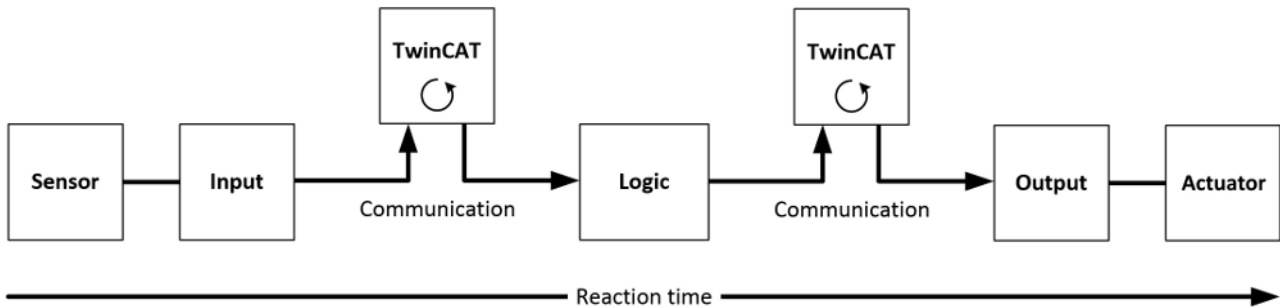 TwinCAT
TwinCAT
Sensor
Input
Communication
Logic
Communication
Output
Actuator
Reaction time